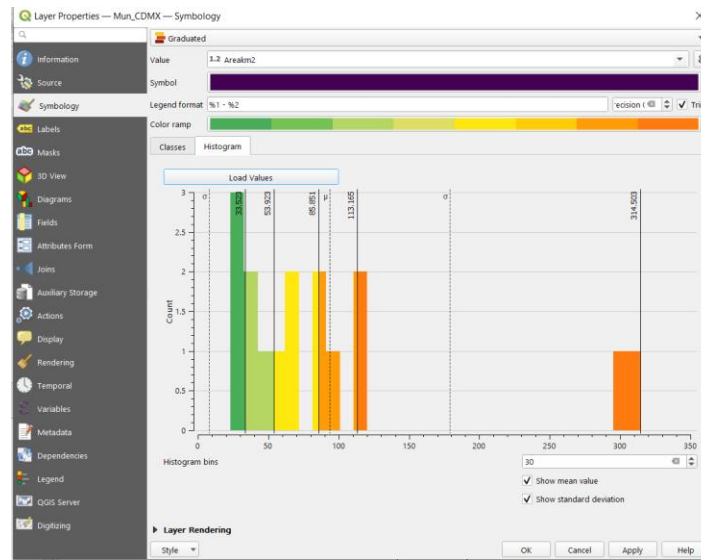 Layer Properties — Mun_CDMX — Symbology
Information
Source
Symbology
Labels
Masks
3D View
Diagrams
Fields
Attributes Form
Joins
Auxiliary Storage
Actions
Display
Rendering
Temporal
Variables
Metadata
Dependencies
Legend
QGIS Server
Digitizing
Graduated
Value 1.2 Areakm2
Symbol
Legend format %1 - %2 recision ( Tri
Color ramp
Classes Histogram
Load Values
σ 33.523 53.923 85.851 μ 113.165 σ 314.503
Count
3
2.5
2
1.5
1
0.5
0
0 50 100 150 200 250 300 350
Histogram bins 30
Show mean value
Show standard deviation
Layer Rendering
Style OK Cancel Apply Help